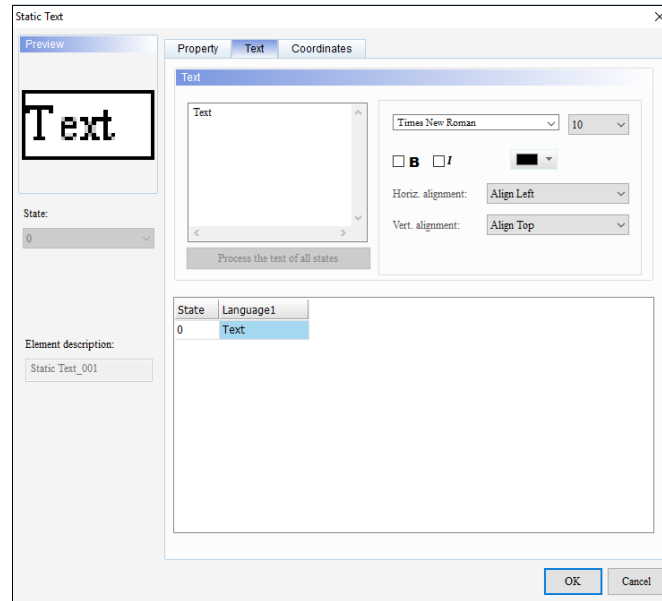 Static Text
Preview
Text
State:
0
Element description:
Static Text_001
Property Text Coordinates
Text
Text
Process the text of all states
Times New Roman 10
B I
Horiz. alignment: Align Left
Vert. alignment: Align Top
State Language1
0 Text
OK Cancel